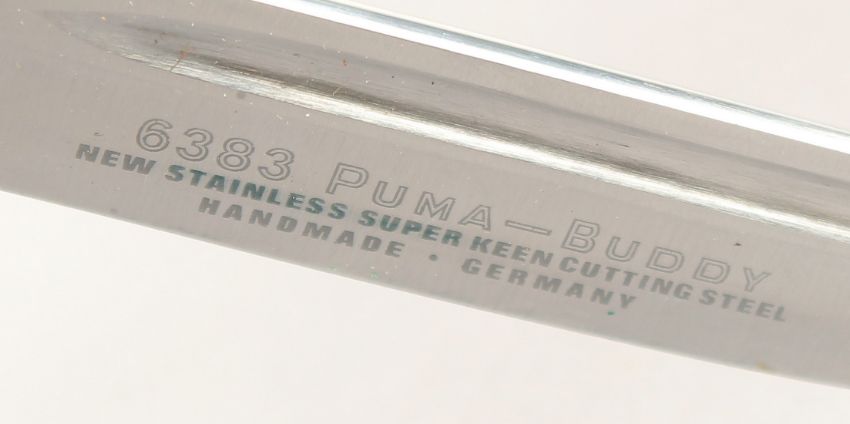 6383 PUMA—BUDDY
NEW STAINLESS SUPER KEEN CUTTING STEEL
HANDMADE · GERMANY